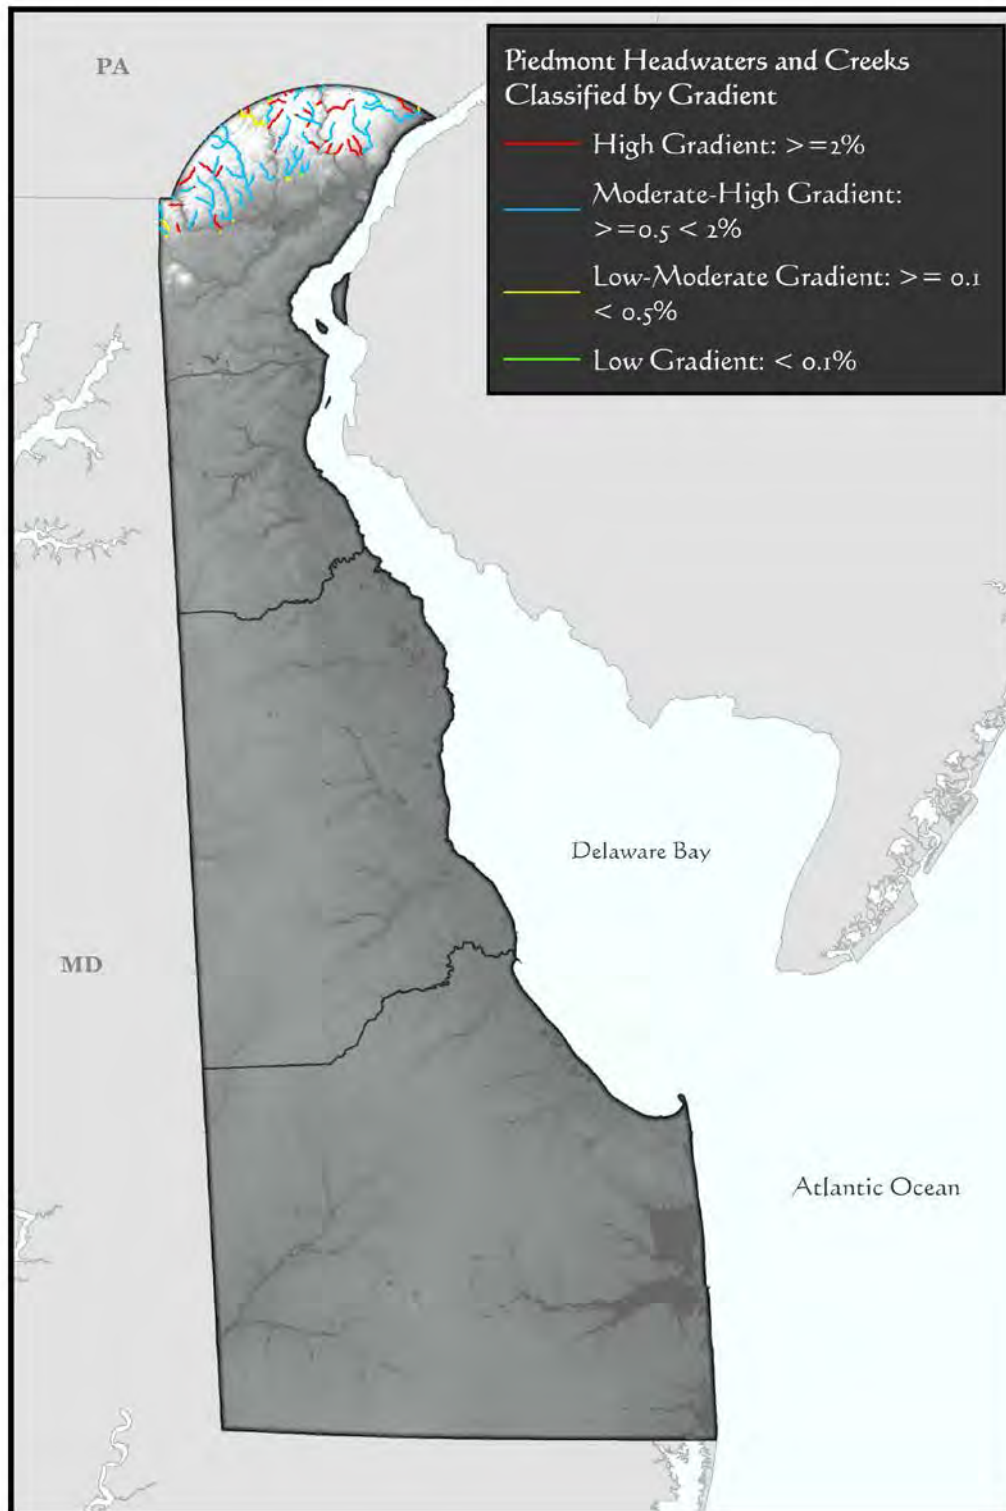 PA
Piedmont Headwaters and Creeks
Classified by Gradient
High Gradient: >=2%
Moderate-High Gradient:
>=0.5 < 2%
Low-Moderate Gradient: >= 0.1
< 0.5%
Low Gradient: < 0.1%
Delaware Bay
MD
Atlantic Ocean